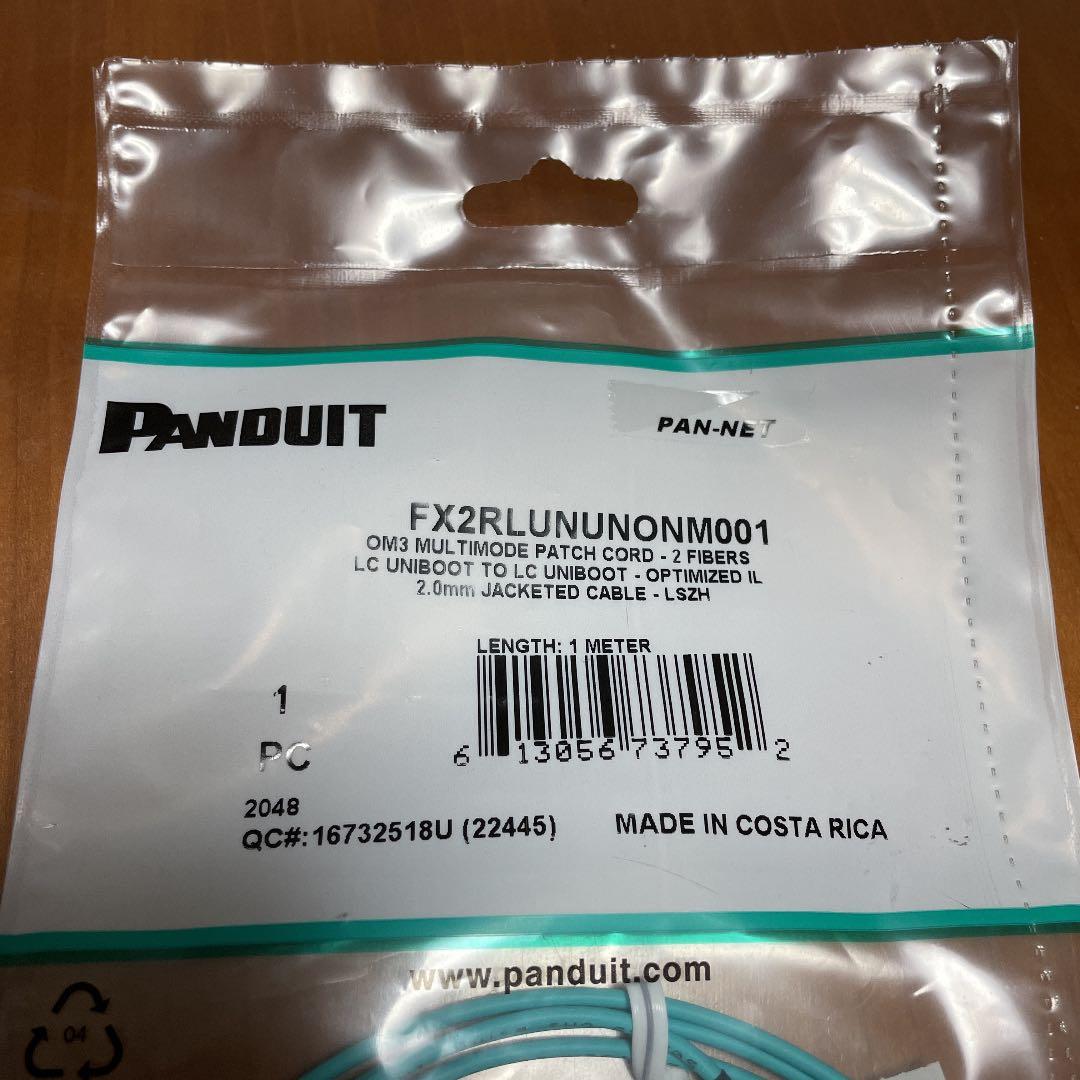 PANDUIT
PAN-NET
FX2RLUNUNONM001
OM3 MULTIMODE PATCH CORD - 2 FIBERS
LC UNIBOOT TO LC UNIBOOT - OPTIMIZED IL
2.0mm JACKETED CABLE - LSZH
LENGTH: 1 METER
1
PC
6 13056 73795 2
2048
QC#:16732518U (22445)
MADE IN COSTA RICA
www.panduit.com
04